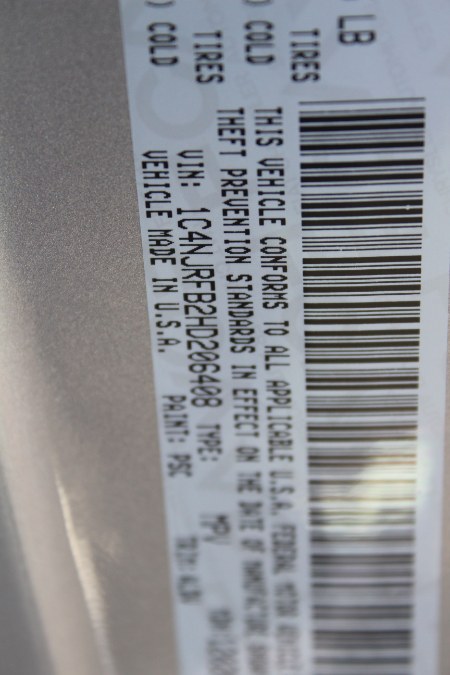 LB
TIRES
) COLD
TIRES
) COLD
THIS VEHICLE CONFORMS TO ALL APPLICABLE U.S.A. FEDERAL MOTOR
THEFT PREVENTION STANDARDS IN EFFECT ON THE DATE OF MANUFACTURE
VIN: 1C4NJRFB2HD206408 TYPE: MPV
VEHICLE MADE IN U.S.A. PAINT: PSC